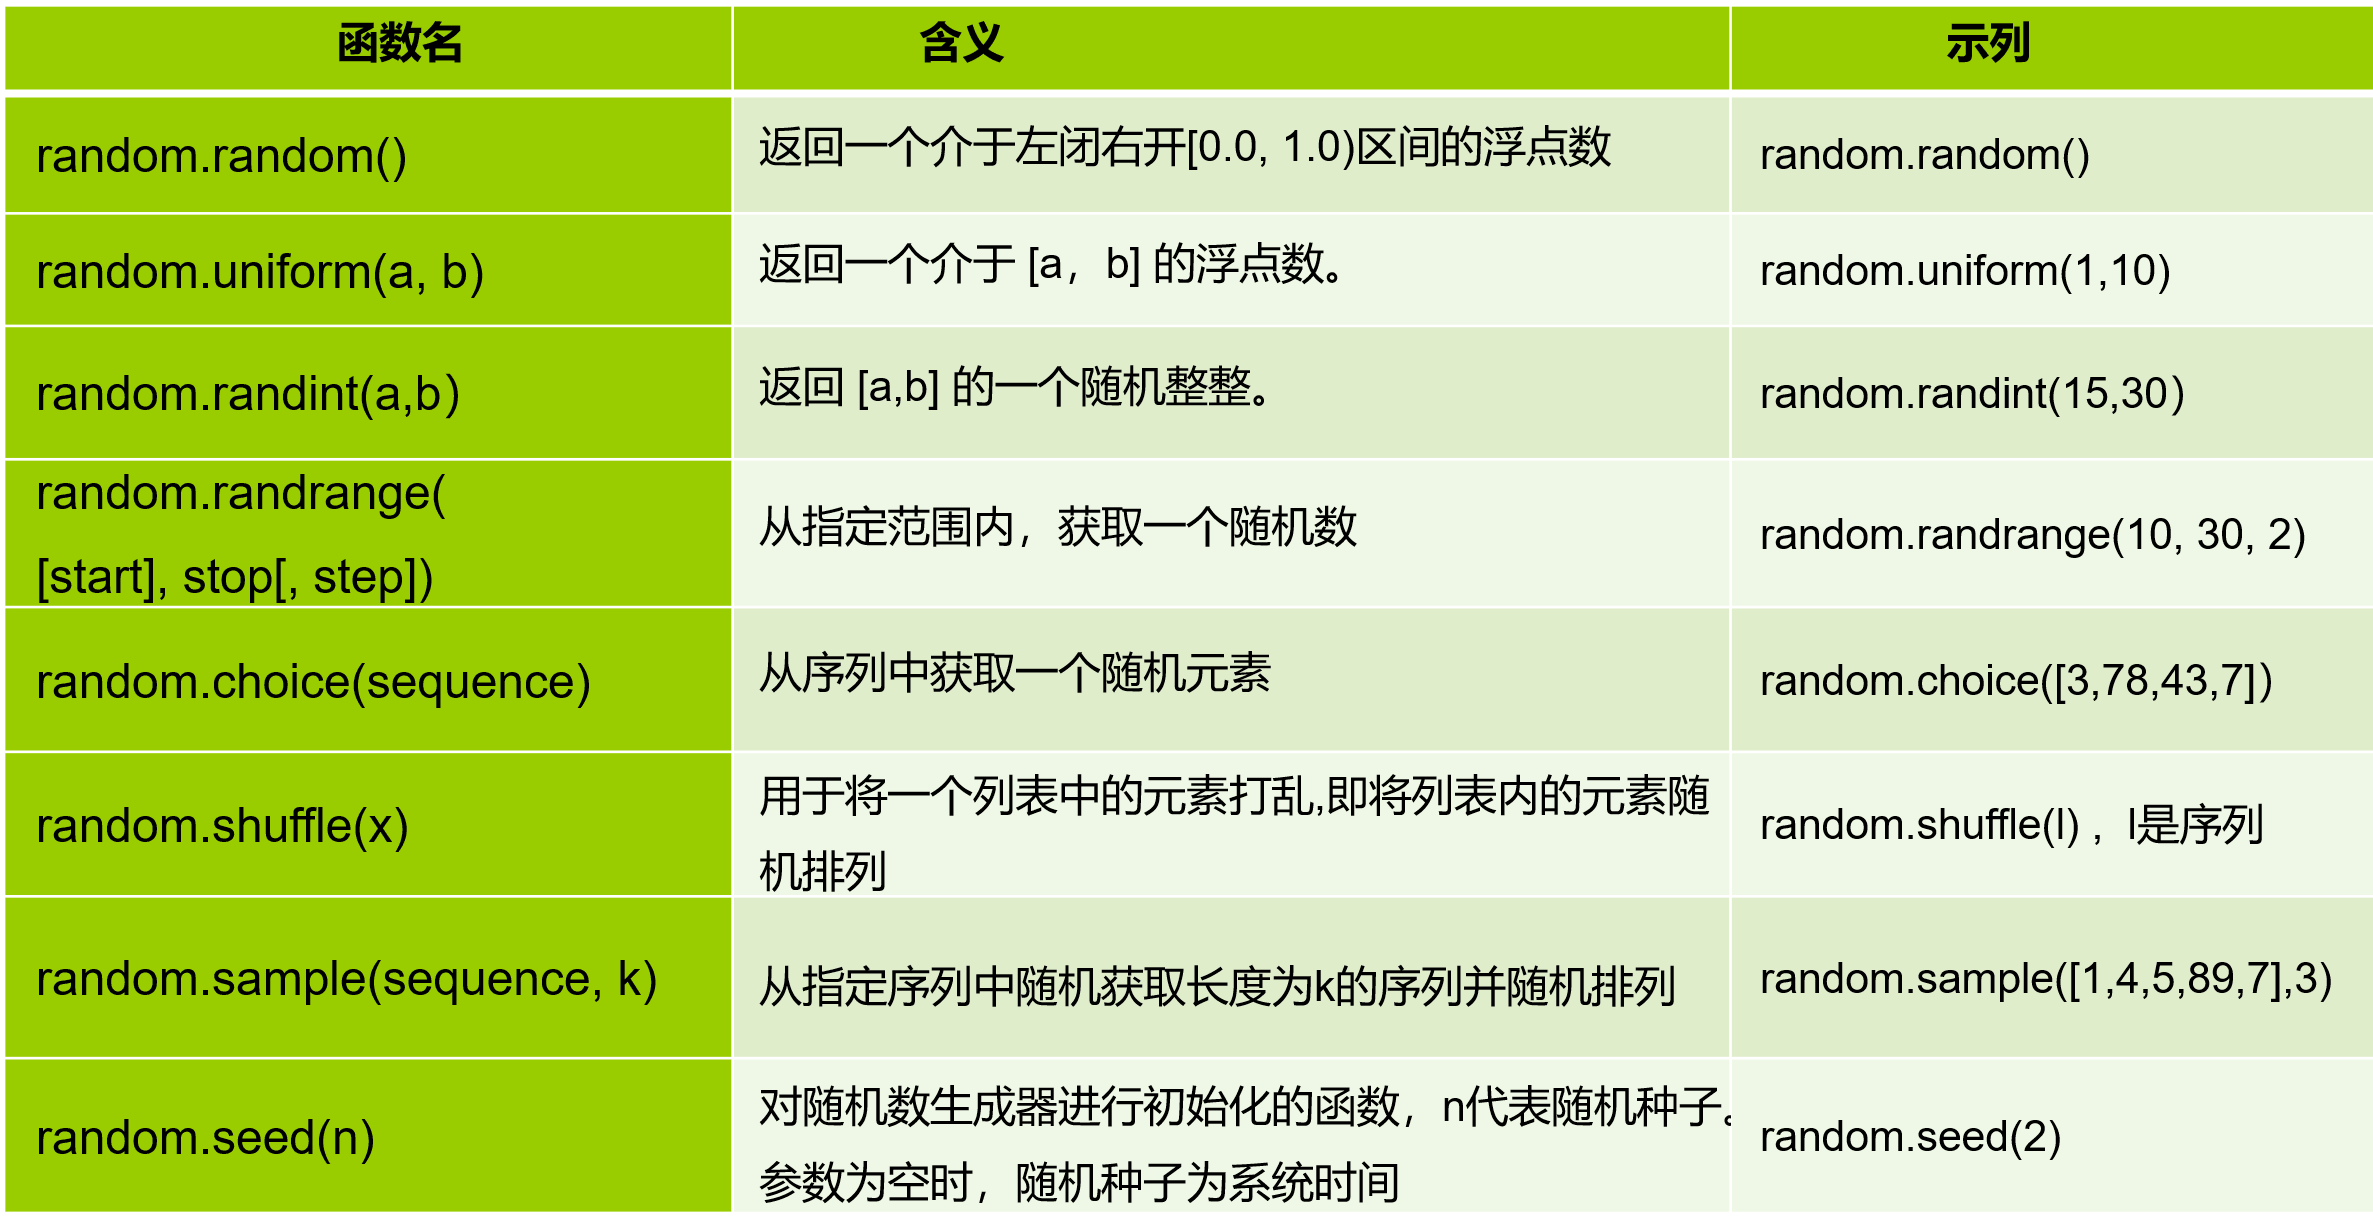 函数名 含义 示列
random.random() 返回一个介于左闭右开[0.0, 1.0)区间的浮点数 random.random()
random.uniform(a, b) 返回一个介于 [a，b] 的浮点数。 random.uniform(1,10)
random.randint(a,b） 返回 [a,b] 的一个随机整整。 random.randint(15,30）
random.randrange(
[start], stop[, step])
从指定范围内，获取一个随机数 random.randrange(10, 30, 2)
random.choice(sequence) 从序列中获取一个随机元素 random.choice([3,78,43,7]）
random.shuffle(x)
用于将一个列表中的元素打乱,即将列表内的元素随
机排列
random.shuffle(l) ，l是序列
random.sample(sequence, k) 从指定序列中随机获取长度为k的序列并随机排列 random.sample([1,4,5,89,7],3)
random.seed(n)
对随机数生成器进行初始化的函数，n代表随机种子。
参数为空时，随机种子为系统时间
random.seed(2)